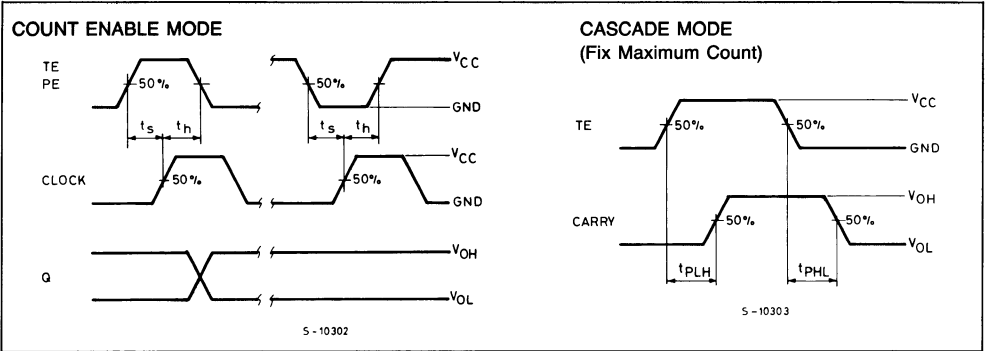 COUNT ENABLE MODE
TE
PE
50%
VCC
GND
ts
th
ts
th
CLOCK
50%
50%
VCC
GND
Q
VOH
VOL
S-10302
CASCADE MODE
(Fix Maximum Count)
TE
50%
50%
VCC
GND
CARRY
50%
50%
VOH
VOL
tPLH
tPHL
S-10303